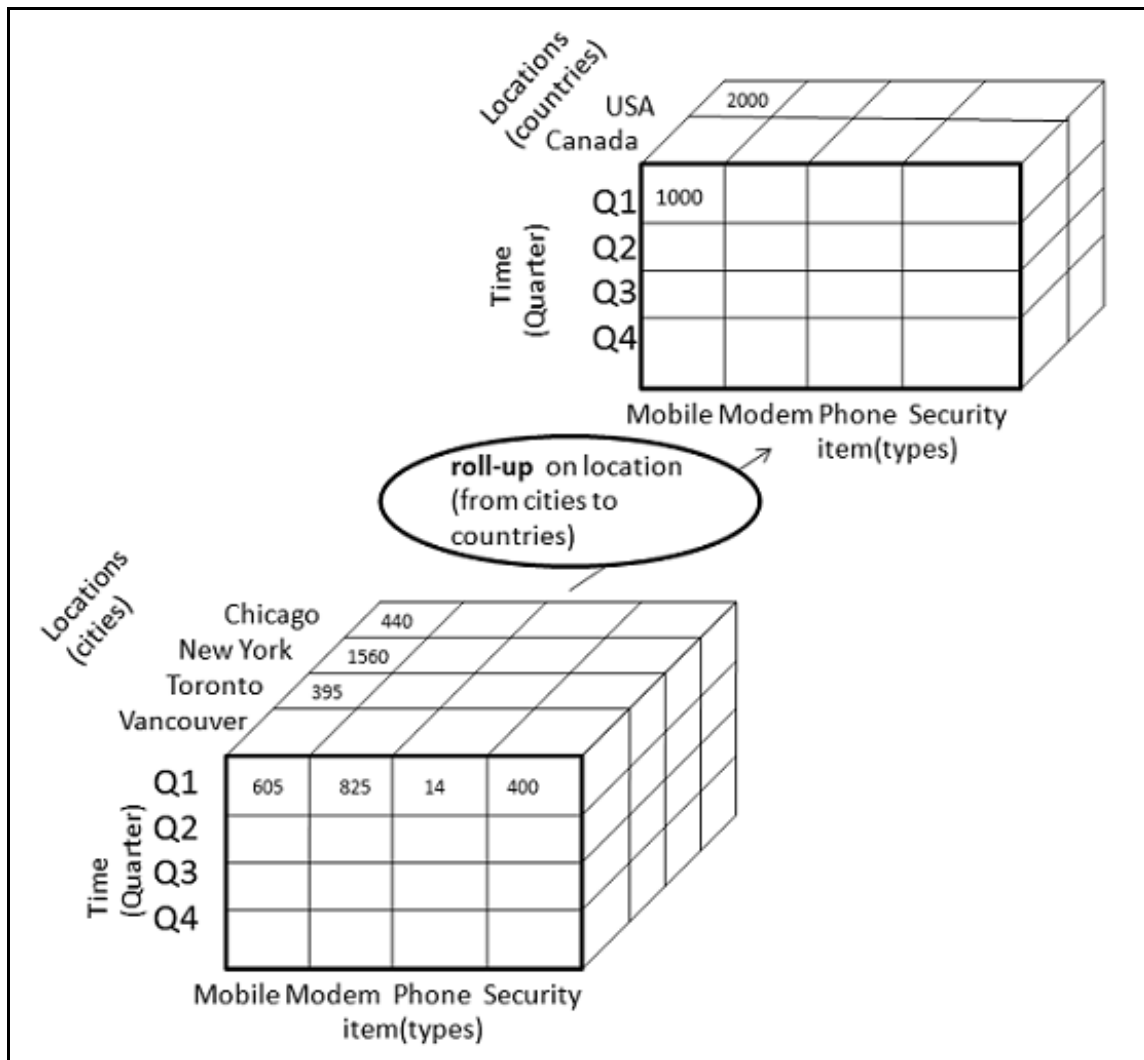 Locations
(countries)
USA
2000
Canada
Q1
1000
Q2
Q3
Q4
Time
(Quarter)
Mobile Modem Phone Security
item(types)
roll-up on location
(from cities to
countries)
Locations
(cities)
Chicago
440
New York
1560
Toronto
395
Vancouver
Q1
605 825 14 400
Q2
Q3
Q4
Time
(Quarter)
Mobile Modem Phone Security
item(types)